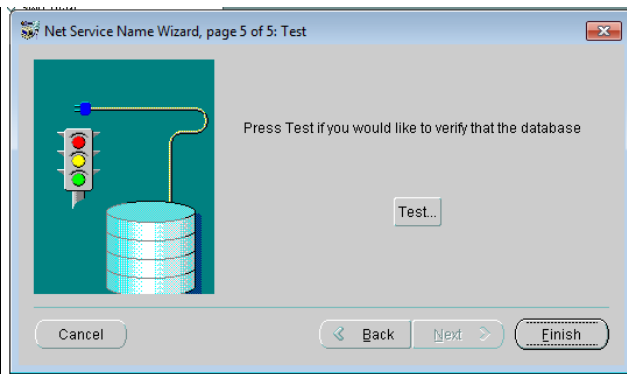 Net Service Name Wizard, page 5 of 5: Test
Press Test if you would like to verify that the database
Test...
Cancel
Back
Next
Finish